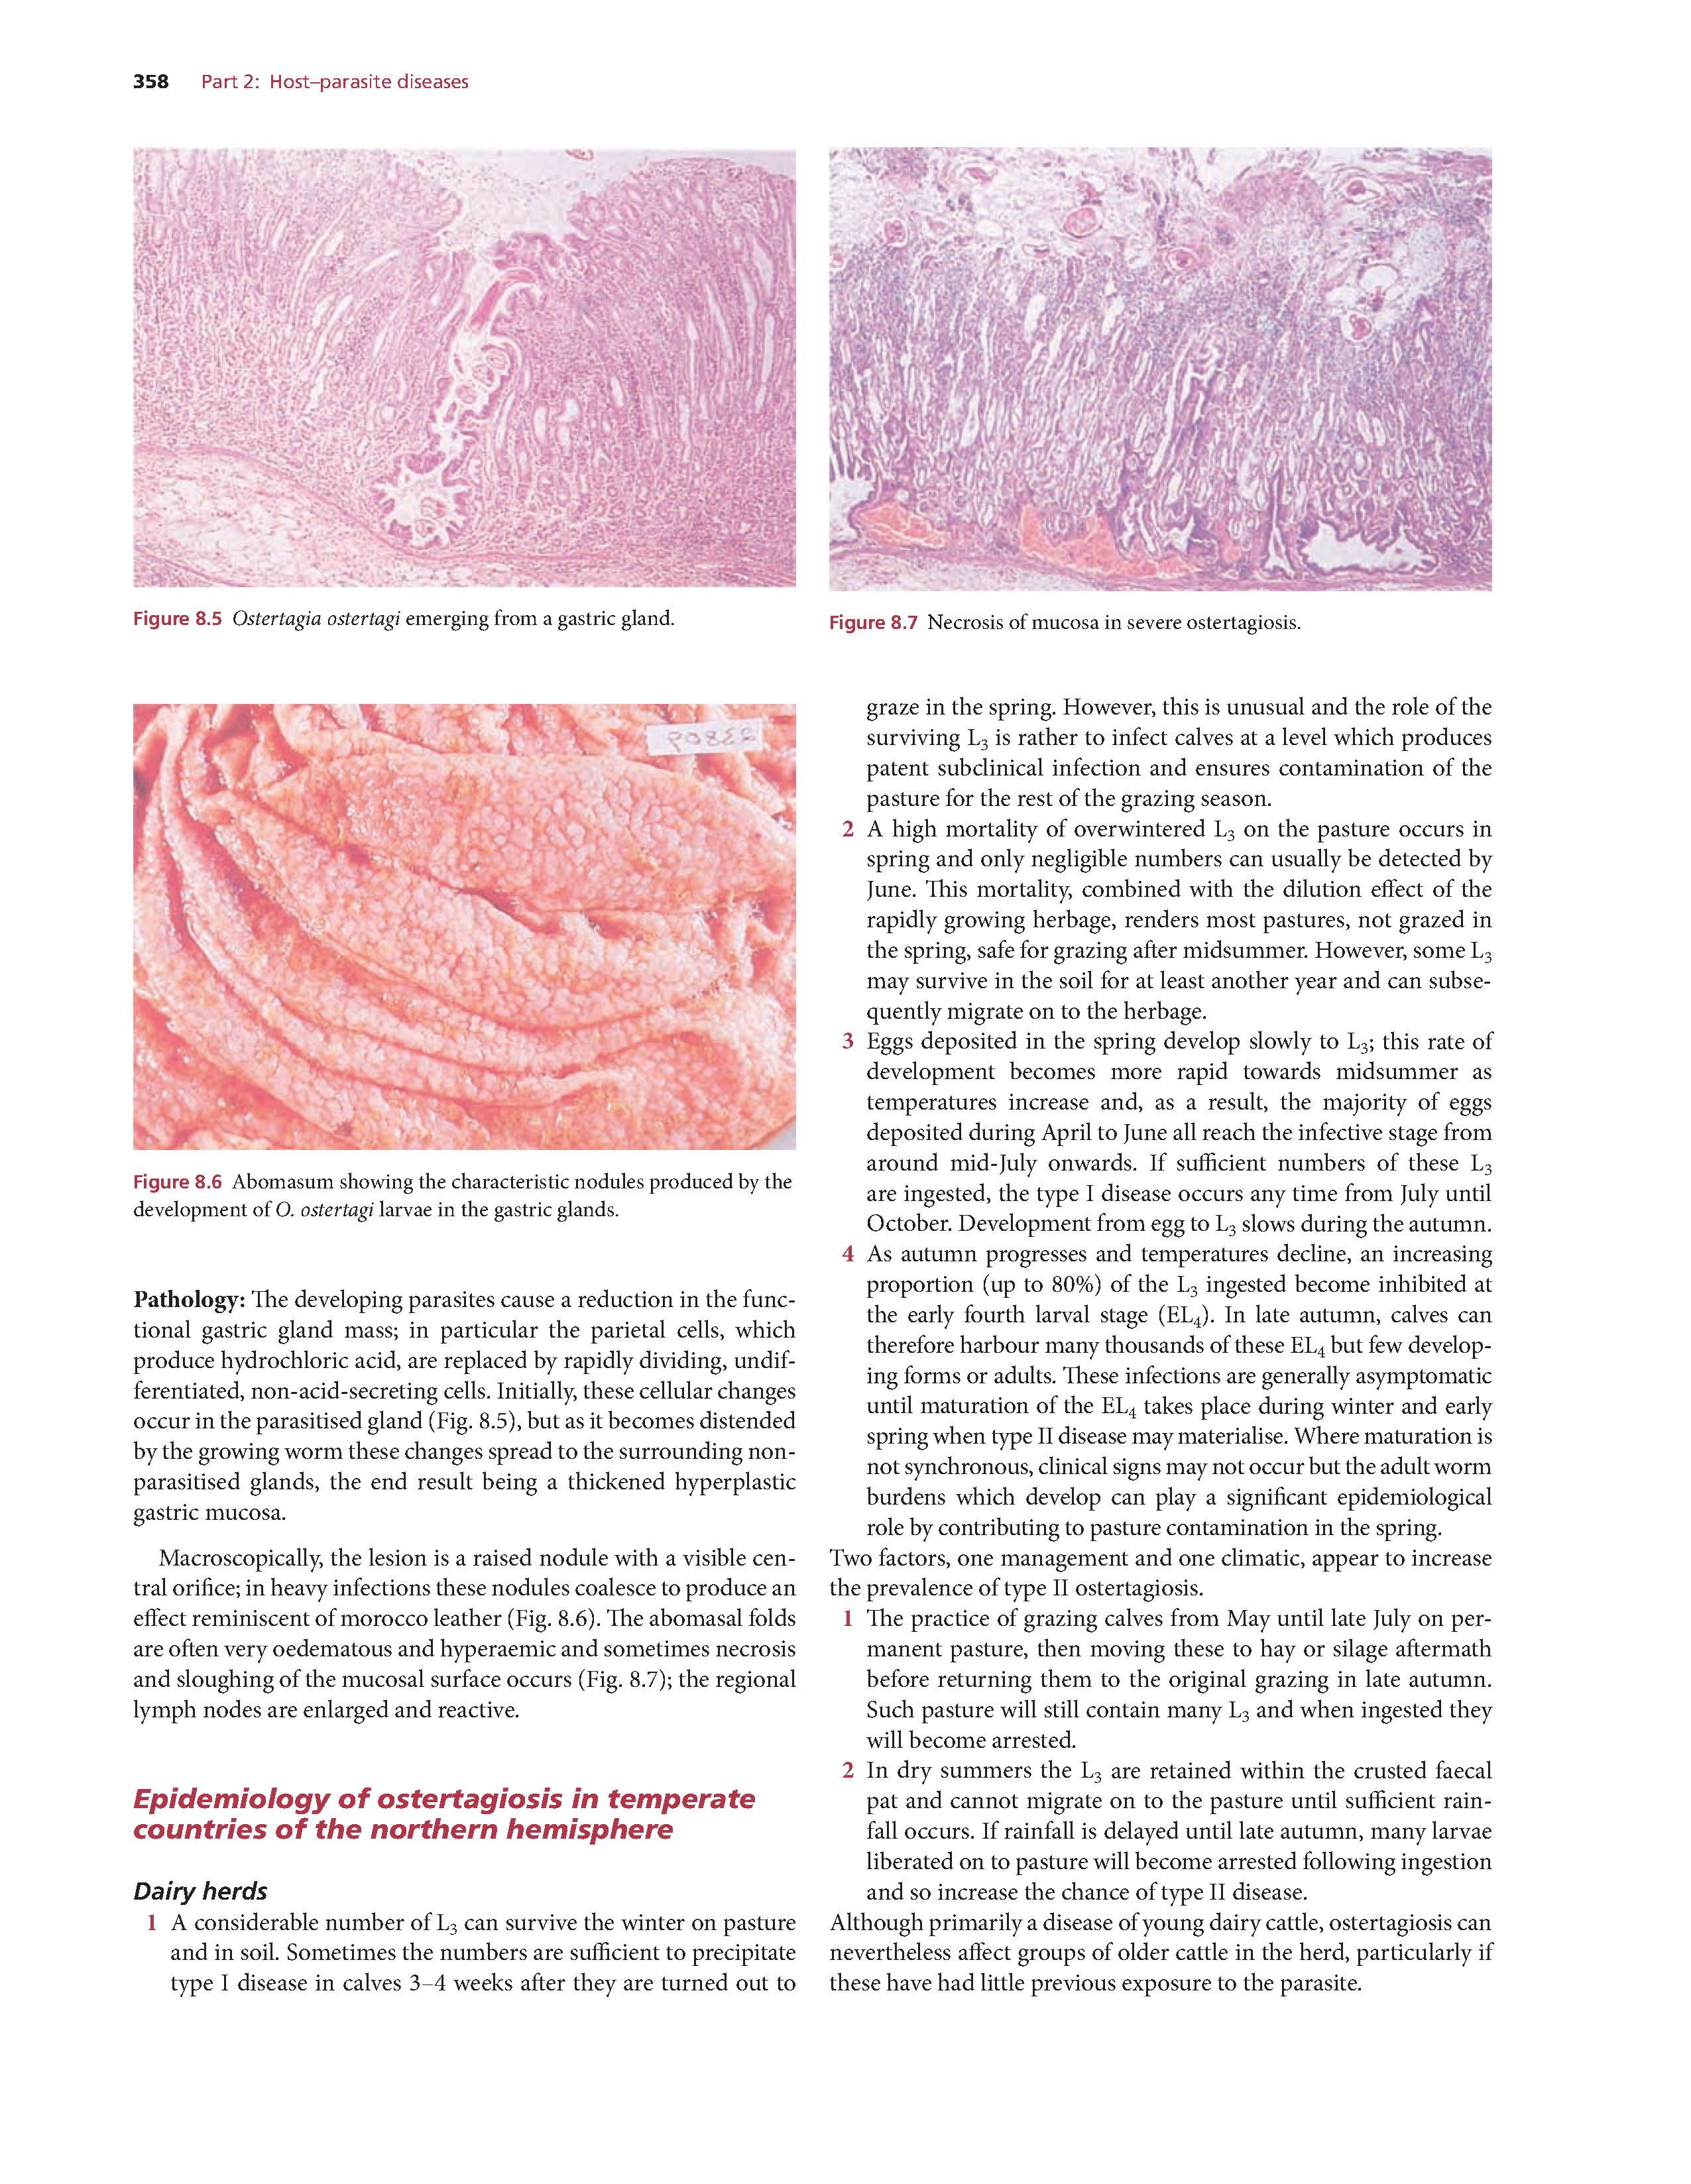 358 Part 2: Host–parasite diseases
Figure 8.5 Ostertagia ostertagi emerging from a gastric gland.
Figure 8.6 Abomasum showing the characteristic nodules produced by the
development of O. ostertagi larvae in the gastric glands.
Pathology: The developing parasites cause a reduction in the func-
tional gastric gland mass; in particular the parietal cells, which
produce hydrochloric acid, are replaced by rapidly dividing, undif-
ferentiated, non-acid-secreting cells. Initially, these cellular changes
occur in the parasitised gland (Fig. 8.5), but as it becomes distended
by the growing worm these changes spread to the surrounding non-
parasitised glands, the end result being a thickened hyperplastic
gastric mucosa.
Macroscopically, the lesion is a raised nodule with a visible cen-
tral orifice; in heavy infections these nodules coalesce to produce an
effect reminiscent of morocco leather (Fig. 8.6). The abomasal folds
are often very oedematous and hyperaemic and sometimes necrosis
and sloughing of the mucosal surface occurs (Fig. 8.7); the regional
lymph nodes are enlarged and reactive.
Epidemiology of ostertagiosis in temperate
countries of the northern hemisphere
Dairy herds
1 A considerable number of L3 can survive the winter on pasture
and in soil. Sometimes the numbers are sufficient to precipitate
type I disease in calves 3–4 weeks after they are turned out to
Figure 8.7 Necrosis of mucosa in severe ostertagiosis.
graze in the spring. However, this is unusual and the role of the
surviving L3 is rather to infect calves at a level which produces
patent subclinical infection and ensures contamination of the
pasture for the rest of the grazing season.
2 A high mortality of overwintered L3 on the pasture occurs in
spring and only negligible numbers can usually be detected by
June. This mortality, combined with the dilution effect of the
rapidly growing herbage, renders most pastures, not grazed in
the spring, safe for grazing after midsummer. However, some L3
may survive in the soil for at least another year and can subse-
quently migrate on to the herbage.
3 Eggs deposited in the spring develop slowly to L3; this rate of
development becomes more rapid towards midsummer as
temperatures increase and, as a result, the majority of eggs
deposited during April to June all reach the infective stage from
around mid-July onwards. If sufficient numbers of these L3
are ingested, the type I disease occurs any time from July until
October. Development from egg to L3 slows during the autumn.
4 As autumn progresses and temperatures decline, an increasing
proportion (up to 80%) of the L3 ingested become inhibited at
the early fourth larval stage (EL4). In late autumn, calves can
therefore harbour many thousands of these EL4 but few develop-
ing forms or adults. These infections are generally asymptomatic
until maturation of the EL4 takes place during winter and early
spring when type II disease may materialise. Where maturation is
not synchronous, clinical signs may not occur but the adult worm
burdens which develop can play a significant epidemiological
role by contributing to pasture contamination in the spring.
Two factors, one management and one climatic, appear to increase
the prevalence of type II ostertagiosis.
1 The practice of grazing calves from May until late July on per-
manent pasture, then moving these to hay or silage aftermath
before returning them to the original grazing in late autumn.
Such pasture will still contain many L3 and when ingested they
will become arrested.
2 In dry summers the L3 are retained within the crusted faecal
pat and cannot migrate on to the pasture until sufficient rain-
fall occurs. If rainfall is delayed until late autumn, many larvae
liberated on to pasture will become arrested following ingestion
and so increase the chance of type II disease.
Although primarily a disease of young dairy cattle, ostertagiosis can
nevertheless affect groups of older cattle in the herd, particularly if
these have had little previous exposure to the parasite.